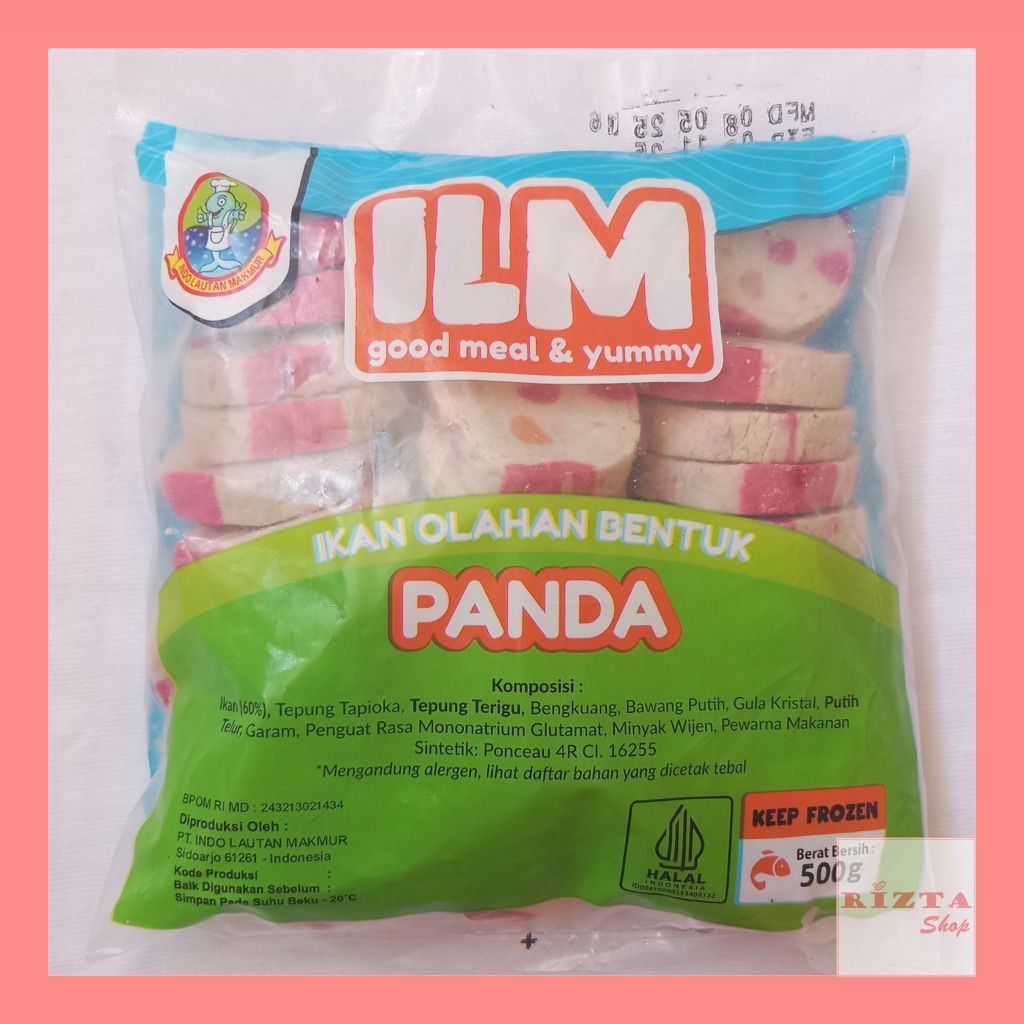 MFD 08 05 25
INDO LAUTAN MAKMUR
ILM
good meal & yummy
IKAN OLAHAN BENTUK
PANDA
Komposisi :
Ikan (60%), Tepung Tapioka, Tepung Terigu, Bengkuang, Bawang Putih, Gula Kristal, Putih
Telur, Garam, Penguat Rasa Mononatrium Glutamat, Minyak Wijen, Pewarna Makanan
Sintetik: Ponceau 4R CI. 16255
*Mengandung alergen, lihat daftar bahan yang dicetak tebal
BPOM RI MD : 243213021434
Diproduksi Oleh :
PT. INDO LAUTAN MAKMUR
Sidoarjo 61261 - Indonesia
Kode Produksi :
Baik Digunakan Sebelum :
Simpan Pada Suhu Beku - 20°C
HALAL
INDONESIA
KEEP FROZEN
Berat Bersih :
500g
RIZTA
Shop